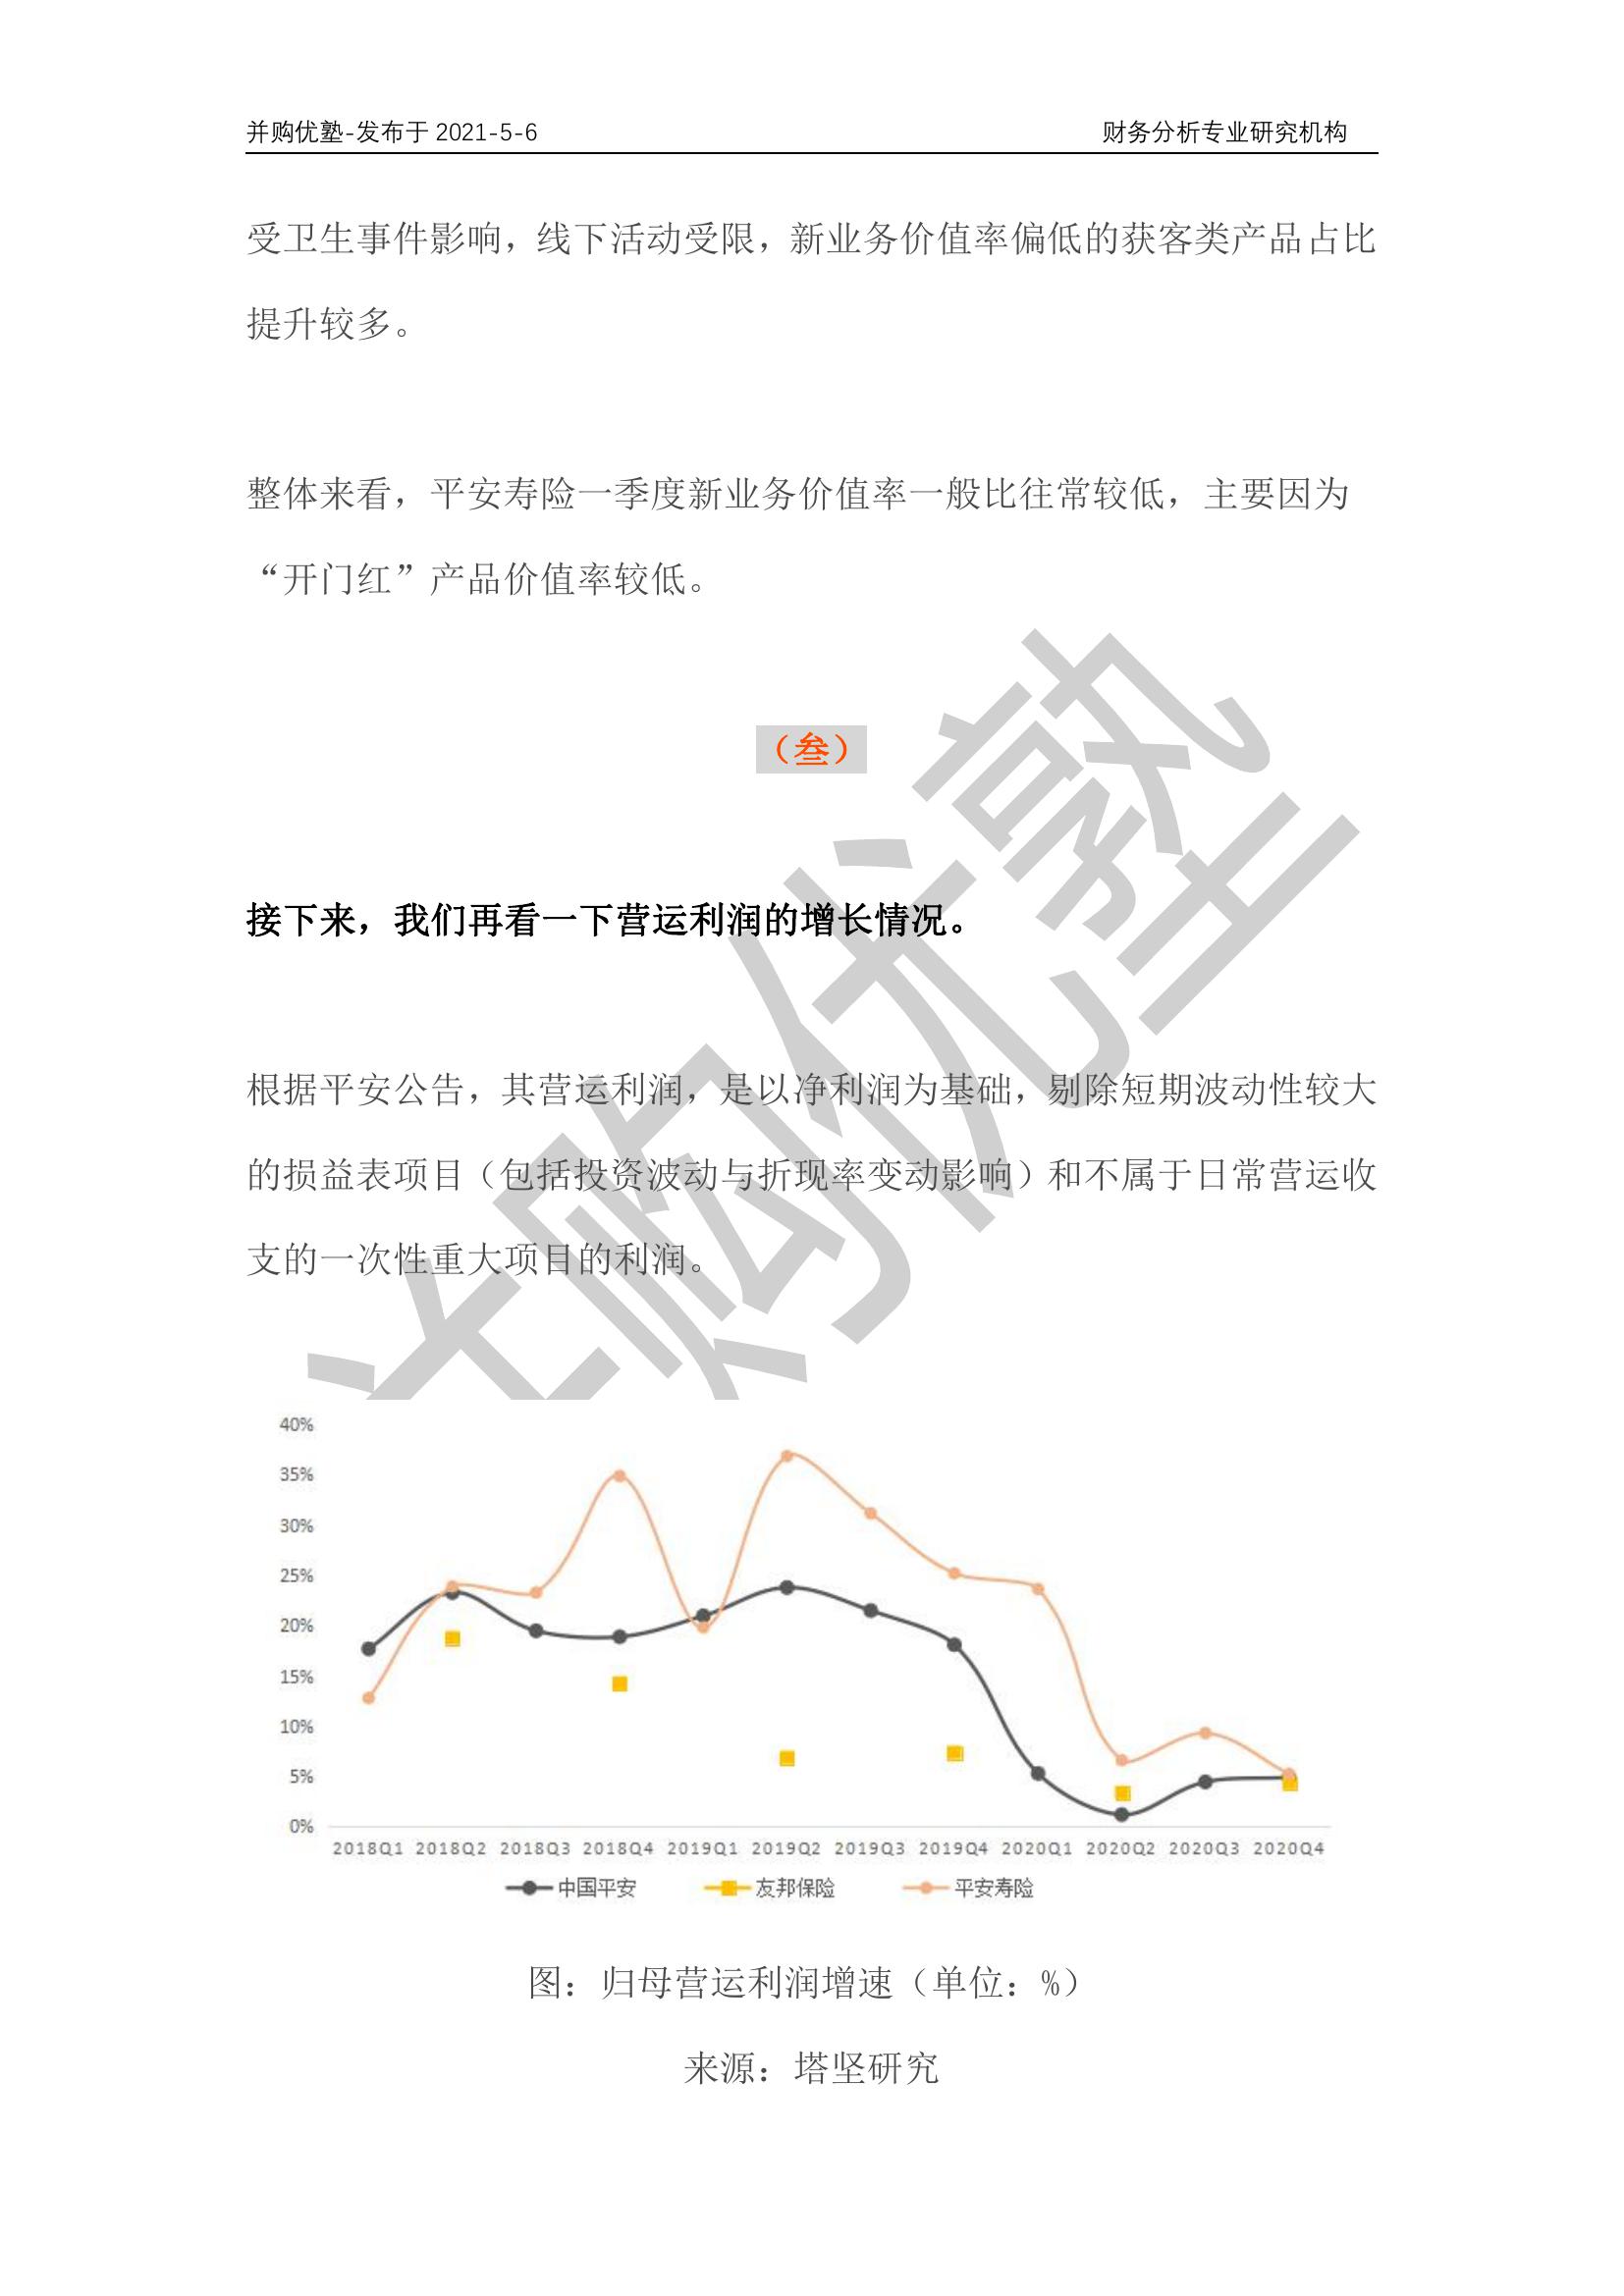 并购优塾-发布于 2021-5-6 财务分析专业研究机构
受卫生事件影响，线下活动受限，新业务价值率偏低的获客类产品占比
提升较多。
整体来看，平安寿险一季度新业务价值率一般比往常较低，主要因为
“开门红”产品价值率较低。
（叁）
接下来，我们再看一下营运利润的增长情况。
根据平安公告，其营运利润，是以净利润为基础，剔除短期波动性较大
的损益表项目（包括投资波动与折现率变动影响）和不属于日常营运收
支的一次性重大项目的利润。
并购优塾
40%
35%
30%
25%
20%
15%
10%
5%
0%
2018Q1 2018Q2 2018Q3 2018Q4 2019Q1 2019Q2 2019Q3 2019Q4 2020Q1 2020Q2 2020Q3 2020Q4
中国平安 友邦保险 平安寿险
图：归母营运利润增速（单位：%）
来源：塔坚研究